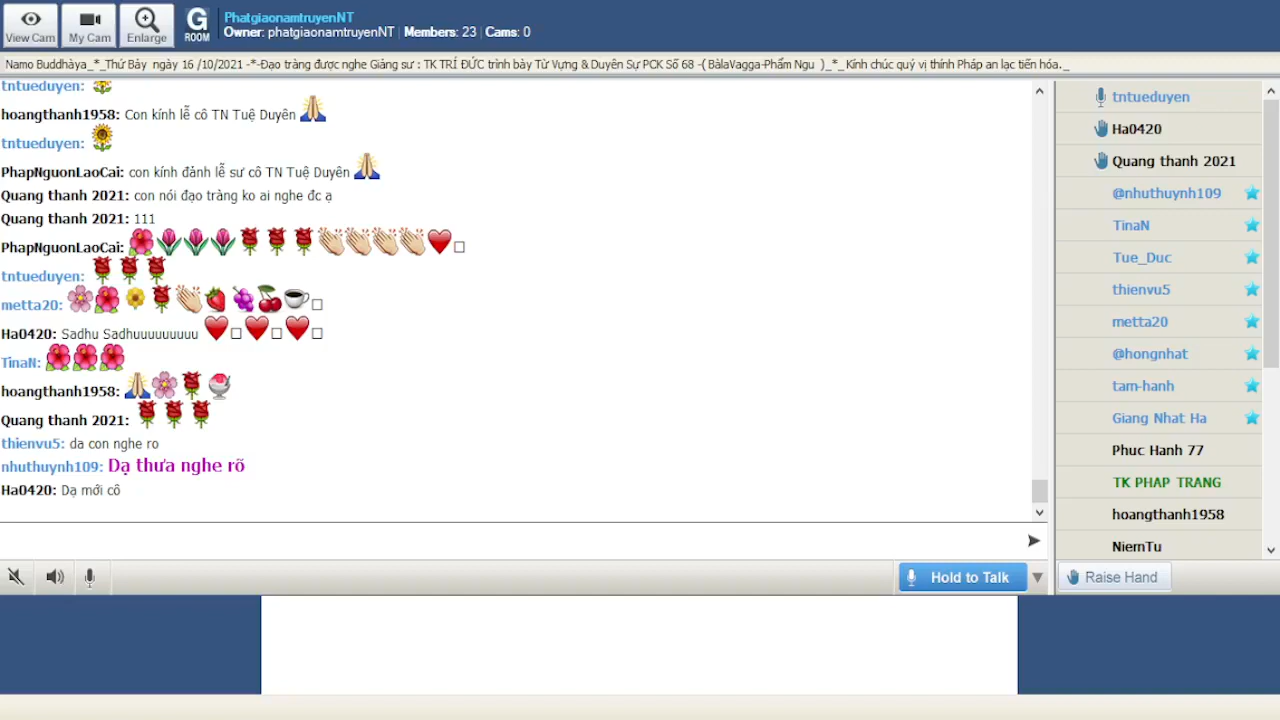 View Cam
My Cam
Enlarge
G
ROOM
PhatgiaonamtruyenNT
Owner: phatgiaonamtruyenNT | Members: 23 | Cams: 0
Namo Buddhàya_*_Thứ Bảy ngày 16 /10/2021 -*-Đạo tràng được nghe Giảng sư : TK TRÍ ĐỨC trình bày Từ Vựng & Duyên Sự PCK Số 68 -( BàlaVagga-Phẩm Ngu )_*_ Kính chúc quý vị thính Pháp an lạc tiến hóa._
tntueduyen:
hoangthanh1958: Con kính lễ cô TN Tuệ Duyên
tntueduyen:
PhapNguonLaoCai: con kính đảnh lễ sư cô TN Tuệ Duyên
Quang thanh 2021: con nói đạo tràng ko ai nghe đc ạ
Quang thanh 2021: 111
PhapNguonLaoCai:
tntueduyen:
metta20:
Ha0420: Sadhu Sadhuuuuuuuuu
TinaN:
hoangthanh1958:
Quang thanh 2021:
thienvu5: da con nghe ro
nhuthuynh109: Dạ thưa nghe rõ
Ha0420: Dạ mới cô
Hold to Talk
tntueduyen
Ha0420
Quang thanh 2021
@nhuthuynh109
TinaN
Tue_Duc
thienvu5
metta20
@hongnhat
tam-hanh
Giang Nhat Ha
Phuc Hanh 77
TK PHAP TRANG
hoangthanh1958
NiemTu
Raise Hand